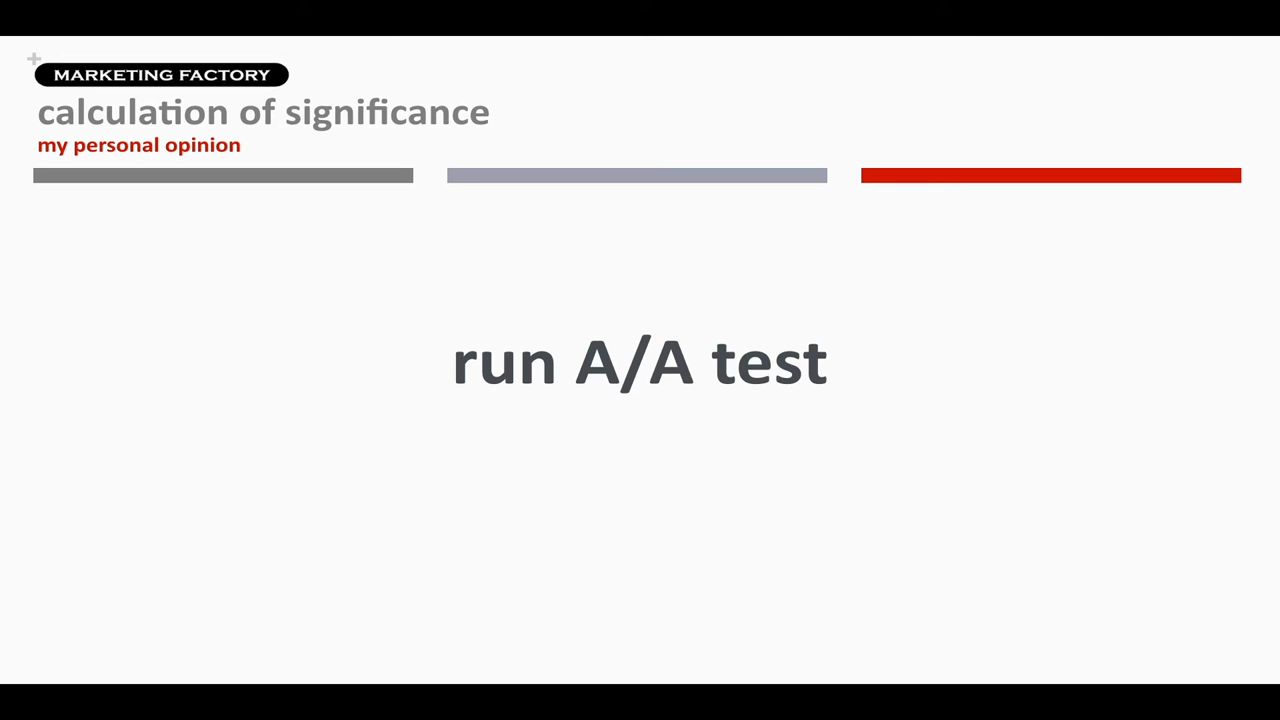 +
MARKETING FACTORY
calculation of significance
my personal opinion
run A/A test